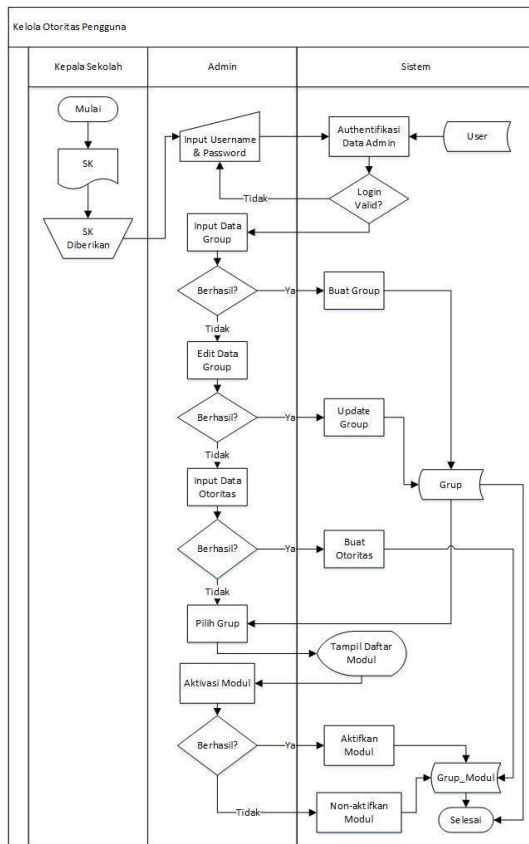 Kelola Otoritas Pengguna
Kepala Sekolah
Admin
Sistem
Mulai
SK
SK
Diberikan
Input Username
& Password
Authentifikasi
Data Admin
User
Login
Valid?
Tidak
Input Data
Group
Berhasil?
Ya
Buat Group
Tidak
Edit Data
Group
Berhasil?
Ya
Update
Group
Tidak
Input Data
Otoritas
Grup
Berhasil?
Ya
Buat
Otoritas
Tidak
Pilih Grup
Tampil Daftar
Modul
Aktivasi Modul
Berhasil?
Ya
Aktifkan
Modul
Grup_Modul
Tidak
Non-aktifkan
Modul
Selesai